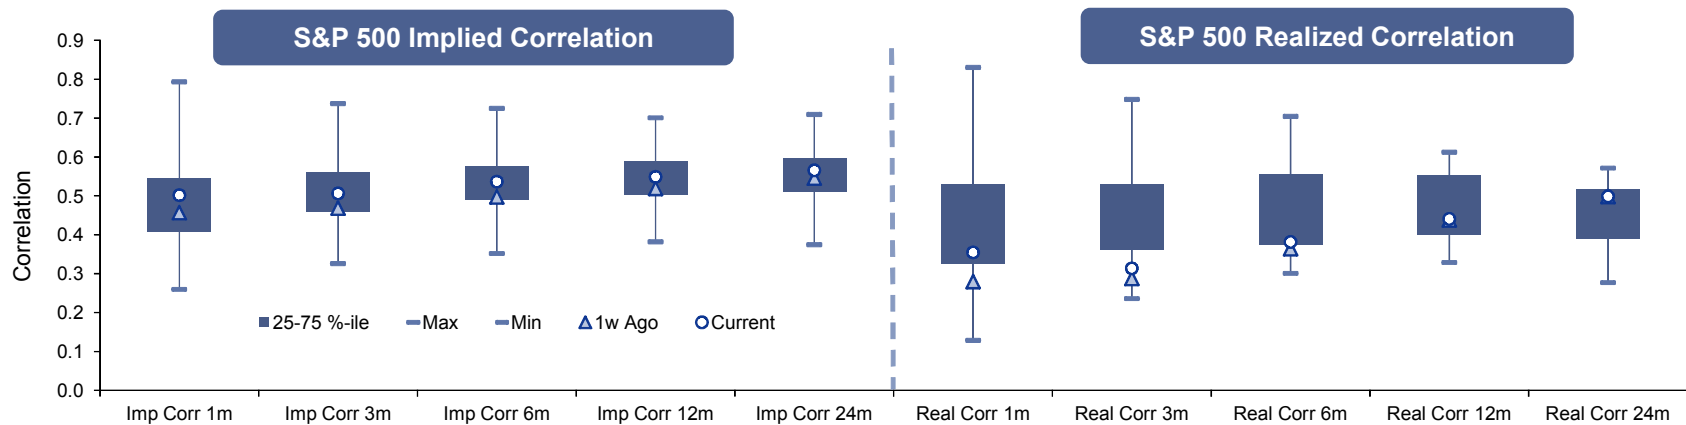 S&P 500 Implied Correlation
S&P 500 Realized Correlation
Correlation
0.9
0.8
0.7
0.6
0.5
0.4
0.3
0.2
0.1
0.0
25-75 %-ile Max Min 1w Ago Current
Imp Corr 1m Imp Corr 3m Imp Corr 6m Imp Corr 12m Imp Corr 24m Real Corr 1m Real Corr 3m Real Corr 6m Real Corr 12m Real Corr 24m